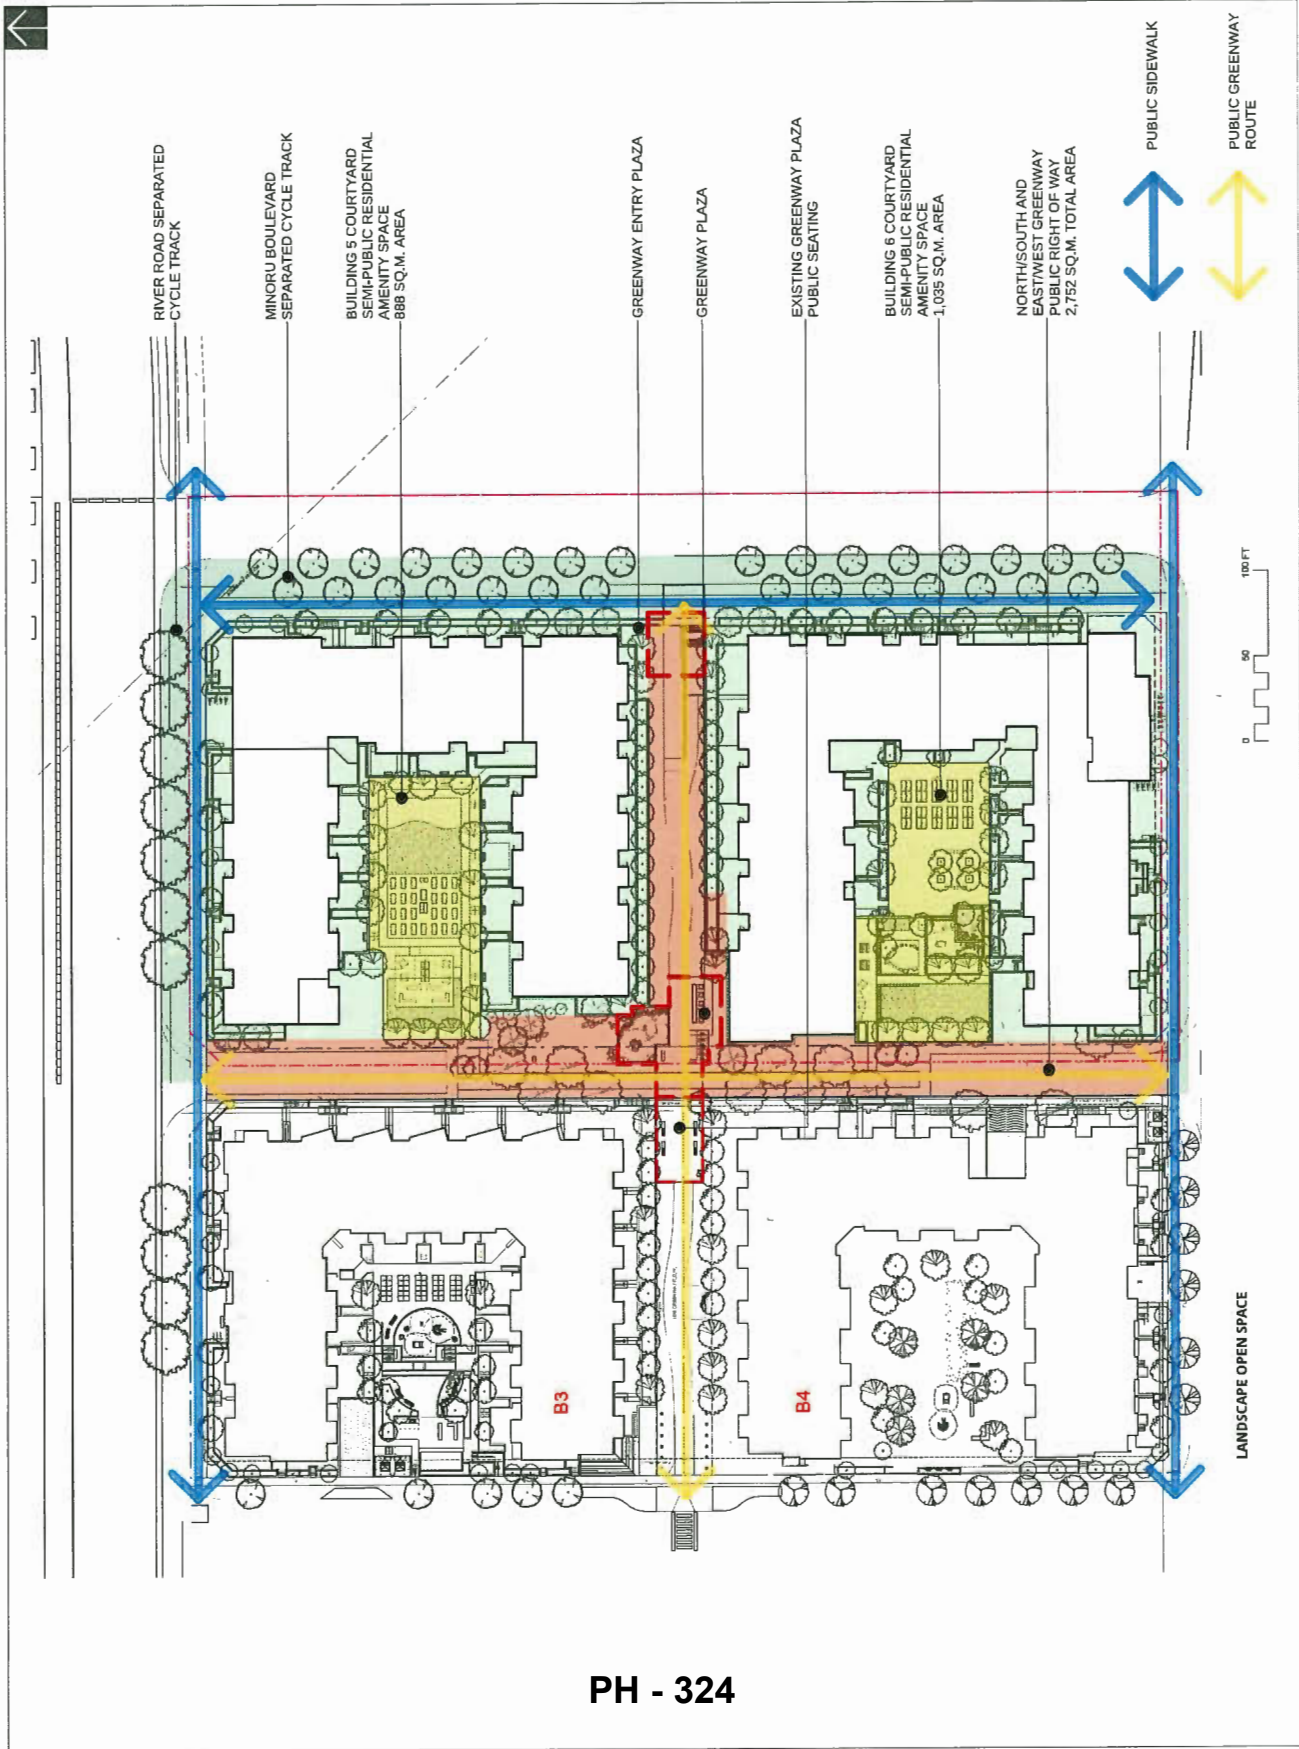 RIVER ROAD SEPARATED
CYCLE TRACK
MINORU BOULEVARD
SEPARATED CYCLE TRACK
BUILDING 5 COURTYARD
SEMI-PUBLIC RESIDENTIAL
AMENITY SPACE
888 SQ.M. AREA
GREENWAY ENTRY PLAZA
GREENWAY PLAZA
EXISTING GREENWAY PLAZA
PUBLIC SEATING
BUILDING 6 COURTYARD
SEMI-PUBLIC RESIDENTIAL
AMENITY SPACE
1,035 SQ.M. AREA
NORTH/SOUTH AND
EAST/WEST GREENWAY
PUBLIC RIGHT OF WAY
2,752 SQ.M. TOTAL AREA
PUBLIC SIDEWALK
PUBLIC GREENWAY
ROUTE
0 50 100 FT
B3
B4
LANDSCAPE OPEN SPACE
PH - 324